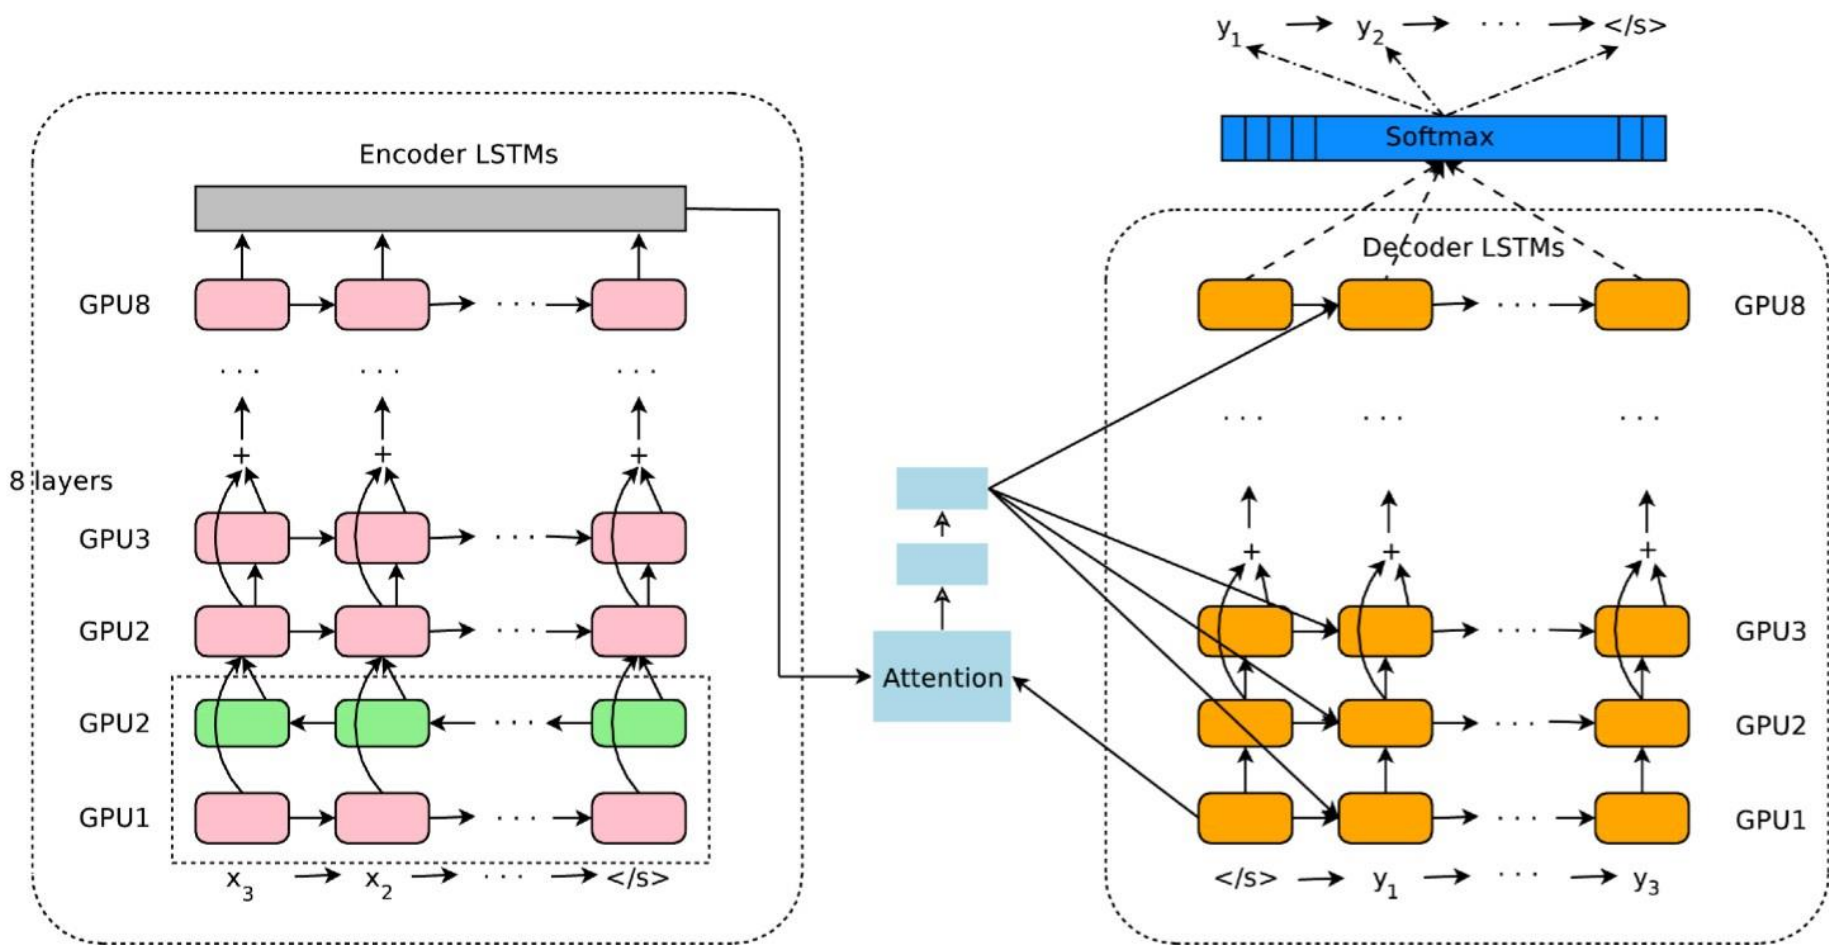 y1 y2 · · · </s>
Softmax
Encoder LSTMs
Decoder LSTMs
GPU8 · · · · · · GPU8
· · · · · · · · ·
· · · · · · · · ·
+ + +
8 layers
GPU3 · · ·
+ + +
GPU2 · · · · · · GPU3
Attention
GPU2 · · · · · · GPU2
GPU1 · · · · · · GPU1
x3 x2 · · · </s> </s> y1 · · · y3